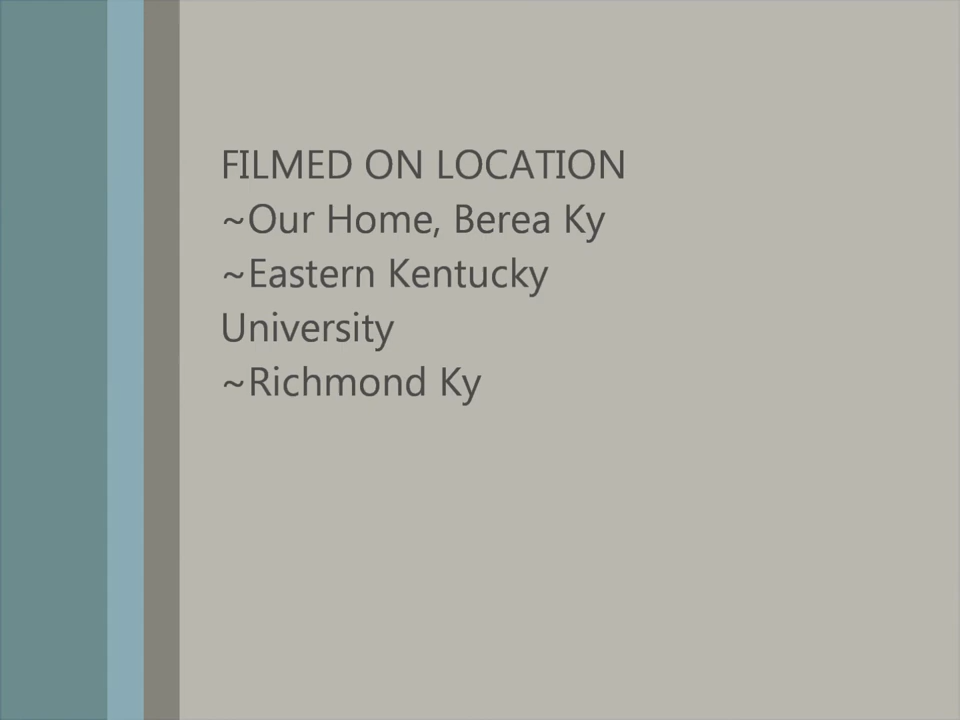 FILMED ON LOCATION
~Our Home, Berea Ky
~Eastern Kentucky
University
~Richmond Ky